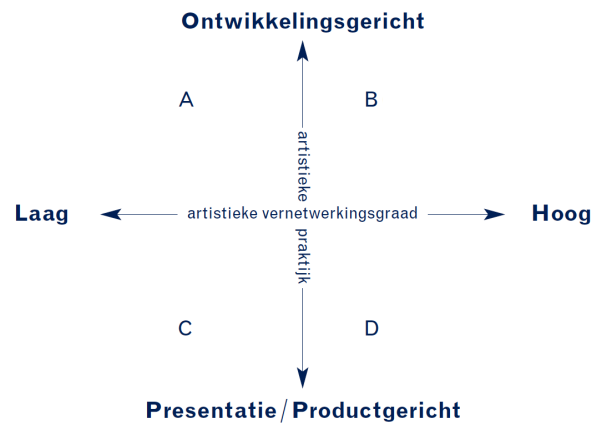 Ontwikkelingsgericht
A
B
artistieke
Laag
artistieke vernetwerkingsgraad
Hoog
praktijk
C
D
Presentatie/Productgericht